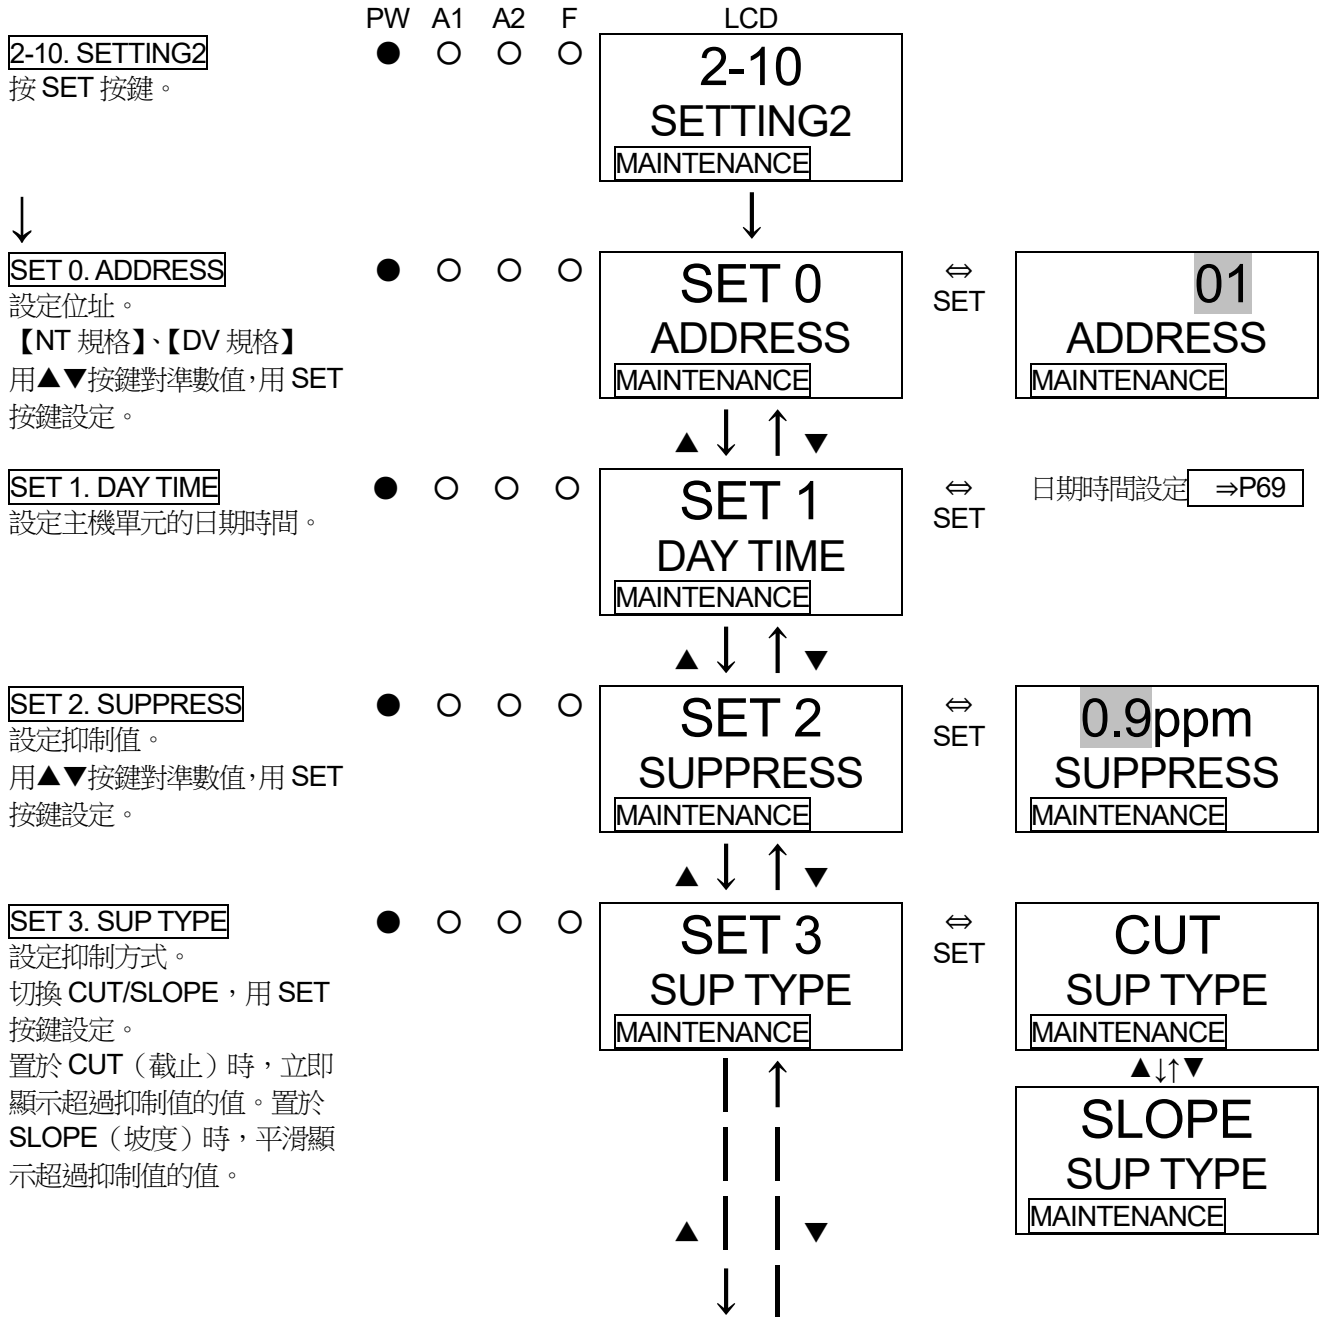 PW A1 A2 F LCD
2-10. SETTING2
按 SET 按鍵。
● ○ ○ ○
2-10
SETTING2
MAINTENANCE
↓ ↓
SET 0. ADDRESS
設定位址。
【NT 規格】、【DV 規格】
用▲▼按鍵對準數值,用 SET
按鍵設定。
● ○ ○ ○
SET 0
ADDRESS
MAINTENANCE
⇔
SET
01
ADDRESS
MAINTENANCE
▲ ↓ ↑ ▼
SET 1. DAY TIME
設定主機單元的日期時間。
● ○ ○ ○
SET 1
DAY TIME
MAINTENANCE
⇔
SET
日期時間設定 ⇒P69
▲ ↓ ↑ ▼
SET 2. SUPPRESS
設定抑制值。
用▲▼按鍵對準數值,用 SET
按鍵設定。
● ○ ○ ○
SET 2
SUPPRESS
MAINTENANCE
⇔
SET
0.9ppm
SUPPRESS
MAINTENANCE
▲ ↓ ↑ ▼
SET 3. SUP TYPE
設定抑制方式。
切換 CUT/SLOPE,用 SET
按鍵設定。
置於 CUT(截止)時,立即
顯示超過抑制值的值。置於
SLOPE(坡度)時,平滑顯
示超過抑制值的值。
● ○ ○ ○
SET 3
SUP TYPE
MAINTENANCE
⇔
SET
CUT
SUP TYPE
MAINTENANCE
▲↓↑▼
SLOPE
SUP TYPE
MAINTENANCE
▲ ↓ ↑ ▼